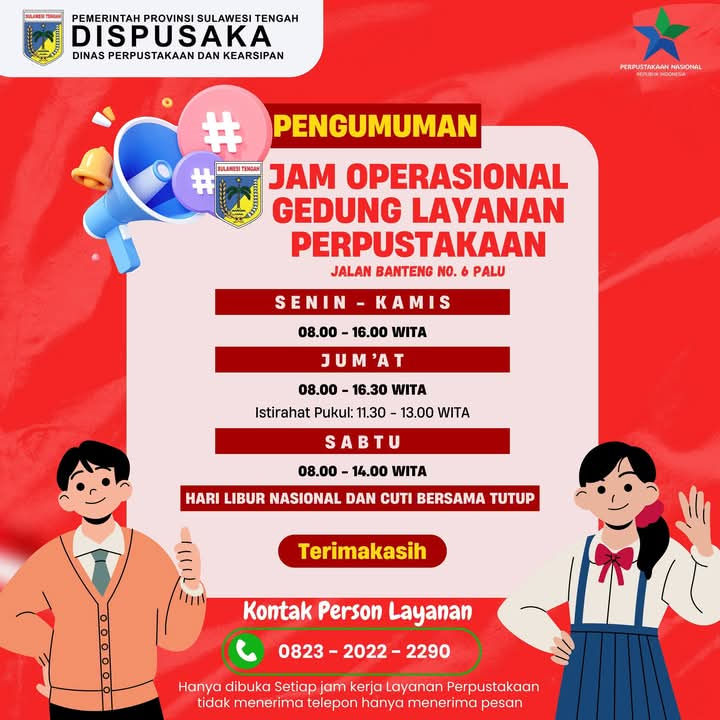 PEMERINTAH PROVINSI SULAWESI TENGAH
DISPUSAKA
DINAS PERPUSTAKAAN DAN KEARSIPAN
SULAWESI TENGAH
PERPUSTAKAAN NASIONAL
REPUBLIK INDONESIA
#
#
SULAWESI TENGAH
PENGUMUMAN
JAM OPERASIONAL
GEDUNG LAYANAN
PERPUSTAKAAN
JALAN BANTENG NO. 6 PALU
SENIN - KAMIS
08.00 - 16.00 WITA
JUM'AT
08.00 - 16.30 WITA
Istirahat Pukul: 11.30 - 13.00 WITA
SABTU
08.00 - 14.00 WITA
HARI LIBUR NASIONAL DAN CUTI BERSAMA TUTUP
Terimakasih
Kontak Person Layanan
0823 - 2022 - 2290
Hanya dibuka Setiap jam kerja Layanan Perpustakaan
tidak menerima telepon hanya menerima pesan